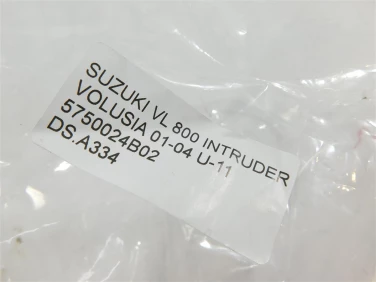 SUZUKI VL 800 INTRUDER
VOLUSIA 01-04 U-11
5750024B02
DS.A334